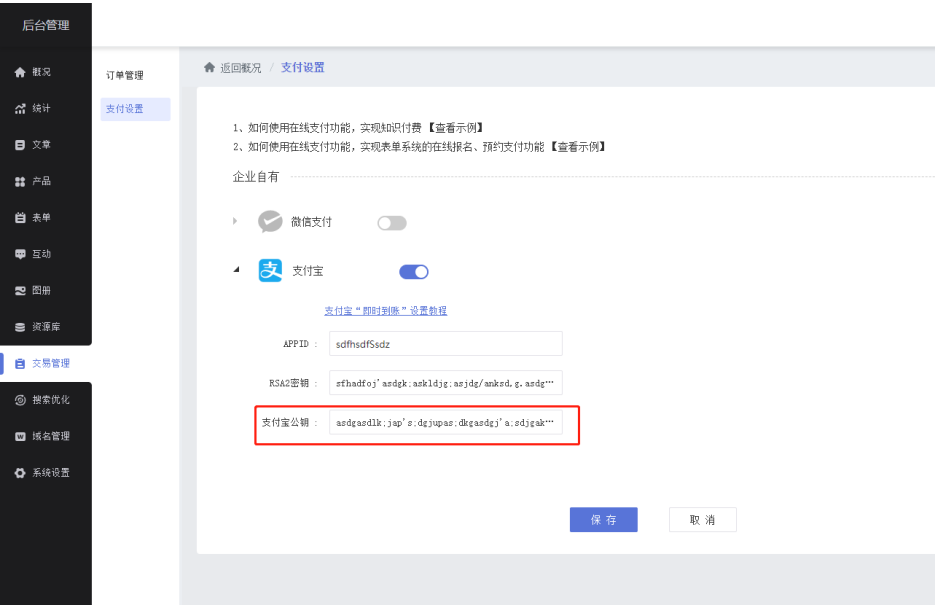 后台管理
概况
统计
文章
产品
表单
互动
图册
资源库
交易管理
搜索优化
域名管理
系统设置
订单管理
支付设置
返回概况 / 支付设置
1、如何使用在线支付功能，实现知识付费 【查看示例】
2、如何使用在线支付功能，实现表单系统的在线报名、预约支付功能 【查看示例】
企业自有
微信支付
支 支付宝
支付宝“即时到账”设置教程
APPID ： sdfhsdfSsdz
RSA2密钥 ： sfhadfoj'asdgk;askldjg;asjdg/amksd.g.asdg…
支付宝公钥 ： asdgasdlk;jap's;dgjupas;dkgasdgj'a;sdjgak…
保 存
取 消